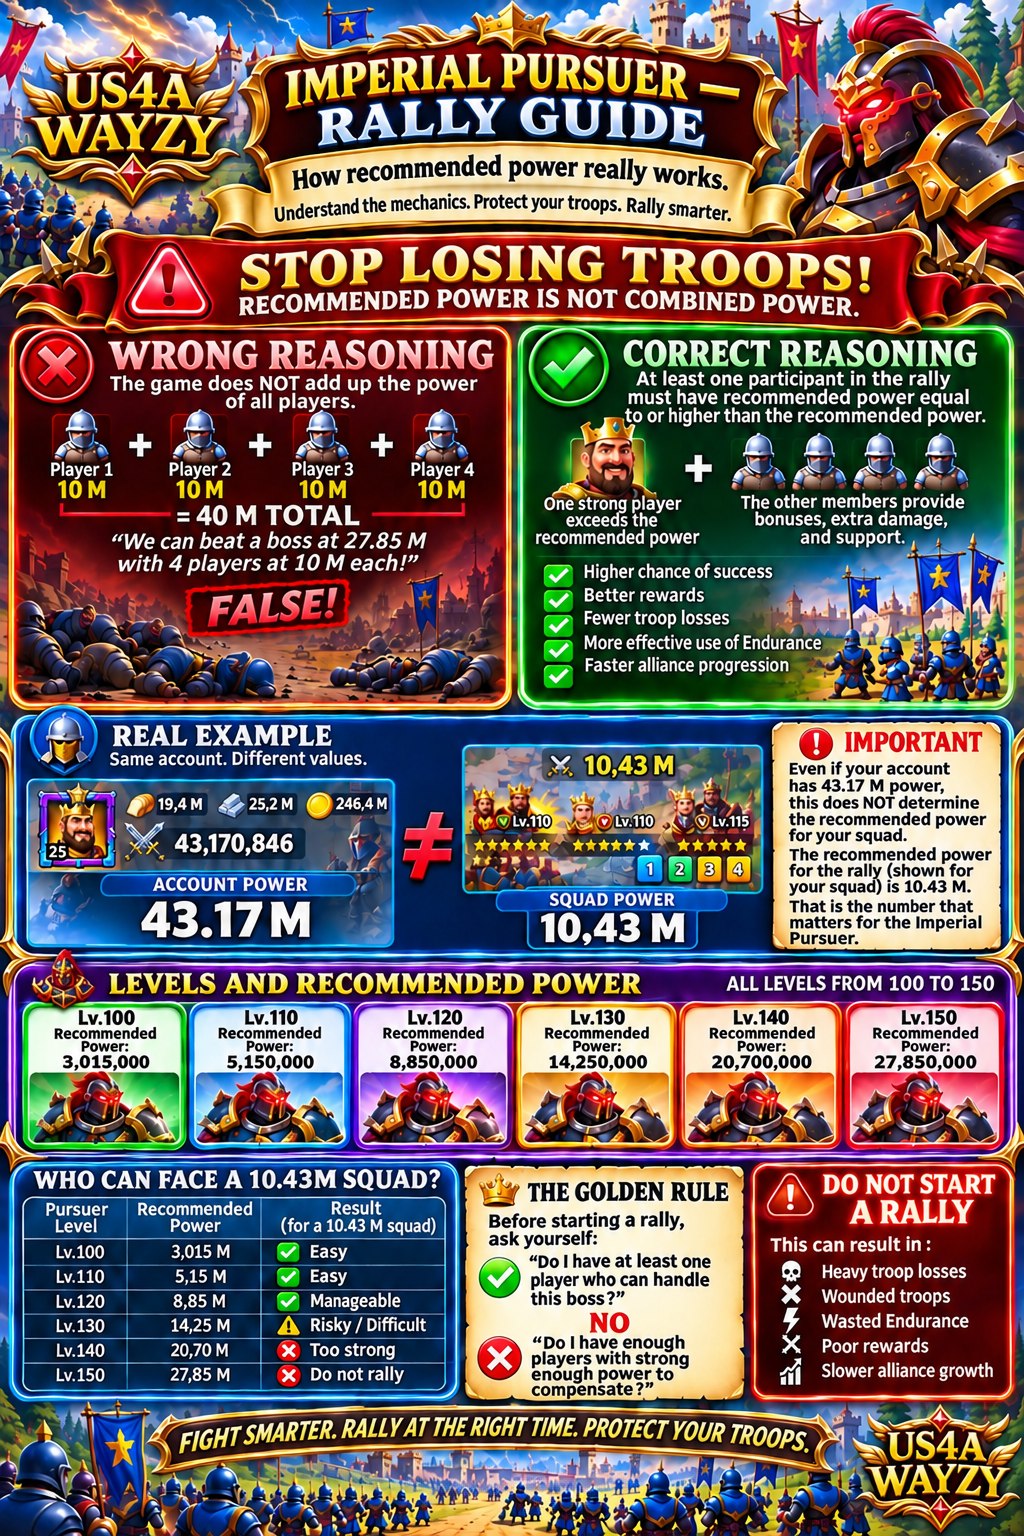 US4A
WAYZY
IMPERIAL PURSUER —
RALLY GUIDE
How recommended power really works.
Understand the mechanics. Protect your troops. Rally smarter.
STOP LOSING TROOPS!
RECOMMENDED POWER IS NOT COMBINED POWER.
WRONG REASONING
The game does NOT add up the power
of all players.
Player 1 + Player 2 + Player 3 + Player 4
10 M 10 M 10 M 10 M
= 40 M TOTAL
“We can beat a boss at 27.85 M
with 4 players at 10 M each!”
FALSE!
CORRECT REASONING
At least one participant in the rally
must have recommended power equal
to or higher than the recommended power.
+
One strong player
exceeds the
recommended power
The other members provide
bonuses, extra damage,
and support.
Higher chance of success
Better rewards
Fewer troop losses
More effective use of Endurance
Faster alliance progression
REAL EXAMPLE
Same account. Different values.
19,4 M 25,2 M 246,4 M
25
43,170,846
ACCOUNT POWER
43.17 M
≠
10,43 M
Lv.110 Lv.110 Lv.115
1 2 3 4
SQUAD POWER
10,43 M
IMPORTANT
Even if your account
has 43.17 M power,
this does NOT determine
the recommended power
for your squad.
The recommended power
for the rally (shown for
your squad) is 10.43 M.
That is the number that
matters for the Imperial
Pursuer.
LEVELS AND RECOMMENDED POWER
ALL LEVELS FROM 100 TO 150
Lv.100
Recommended
Power:
3,015,000
Lv.110
Recommended
Power:
5,150,000
Lv.120
Recommended
Power:
8,850,000
Lv.130
Recommended
Power:
14,250,000
Lv.140
Recommended
Power:
20,700,000
Lv.150
Recommended
Power:
27,850,000
WHO CAN FACE A 10.43M SQUAD?
Pursuer Level Recommended Power Result (for a 10.43 M squad)
Lv.100 3,015 M Easy
Lv.110 5,15 M Easy
Lv.120 8,85 M Manageable
Lv.130 14,25 M Risky / Difficult
Lv.140 20,70 M Too strong
Lv.150 27,85 M Do not rally
THE GOLDEN RULE
Before starting a rally,
ask yourself:
“Do I have at least one
player who can handle
this boss?”
NO
“Do I have enough
players with strong
enough power to
compensate?”
DO NOT START
A RALLY
This can result in :
Heavy troop losses
Wounded troops
Wasted Endurance
Poor rewards
Slower alliance growth
FIGHT SMARTER. RALLY AT THE RIGHT TIME. PROTECT YOUR TROOPS.
US4A
WAYZY